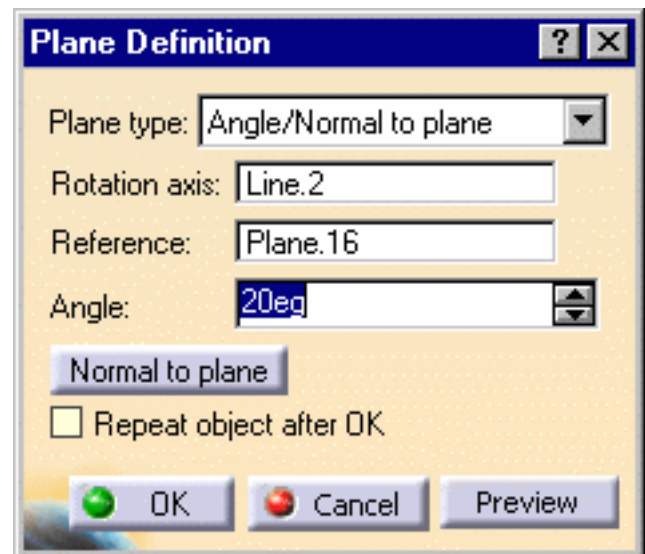 Plane Definition
Plane type: Angle/Normal to plane
Rotation axis: Line.2
Reference: Plane.16
Angle: 20eg
Normal to plane
Repeat object after OK
OK Cancel Preview